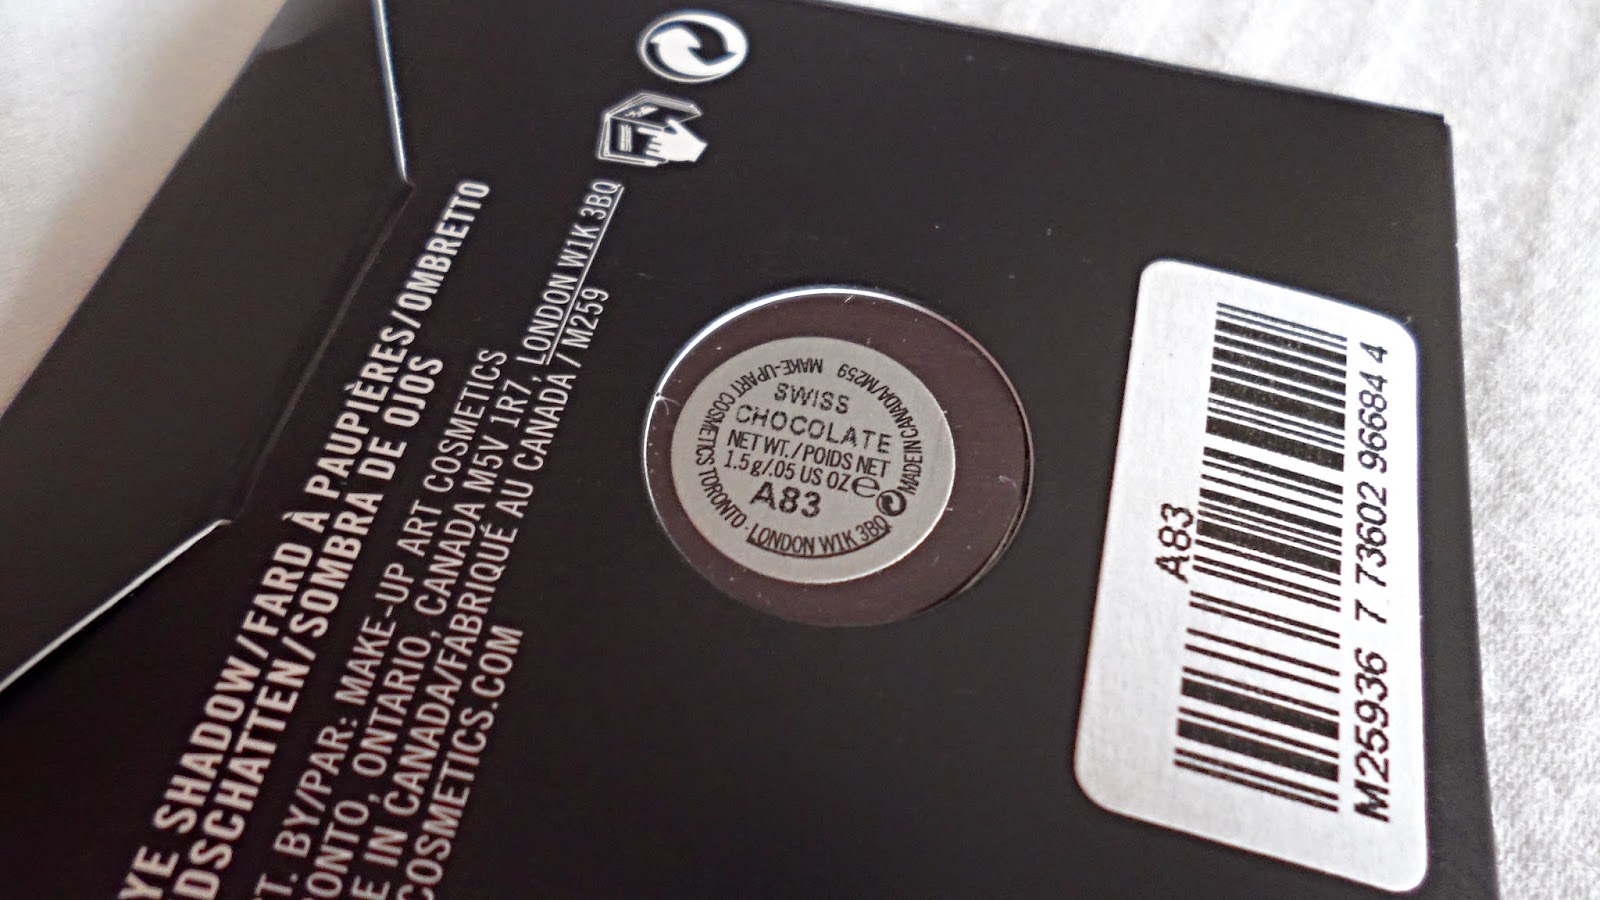 YE SHADOW/FARD À PAUPIÈRES/OMBRETTO
DSCHATTEN/SOMBRA DE OJOS
T. BY/PAR: MAKE-UP ART COSMETICS
ONTO, ONTARIO, CANADA M5V 1R7, LONDON W1K 3BQ
E IN CANADA/FABRIQUÉ AU CANADA / M259
COSMETICS.COM
MAKE-UP ART COSMETICS TORONTO · LONDON W1K 3BQ
MADE IN CANADA/M259
SWISS
CHOCOLATE
NET WT. / POIDS NET
1.5 g/.05 US OZ e
A83
A83
M25936 7 73602 96684 4